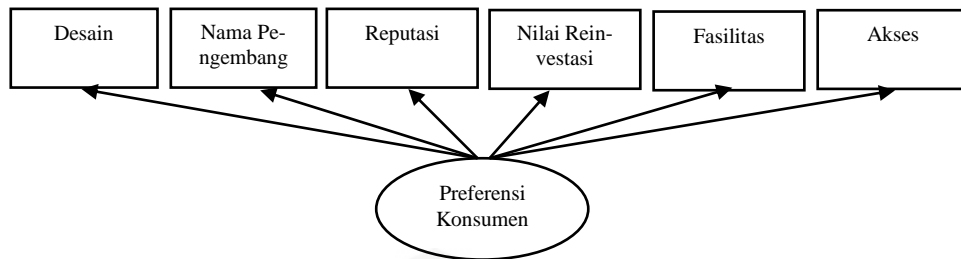 Desain
Nama Pe-
ngembang
Reputasi
Nilai Rein-
vestasi
Fasilitas
Akses
Preferensi
Konsumen